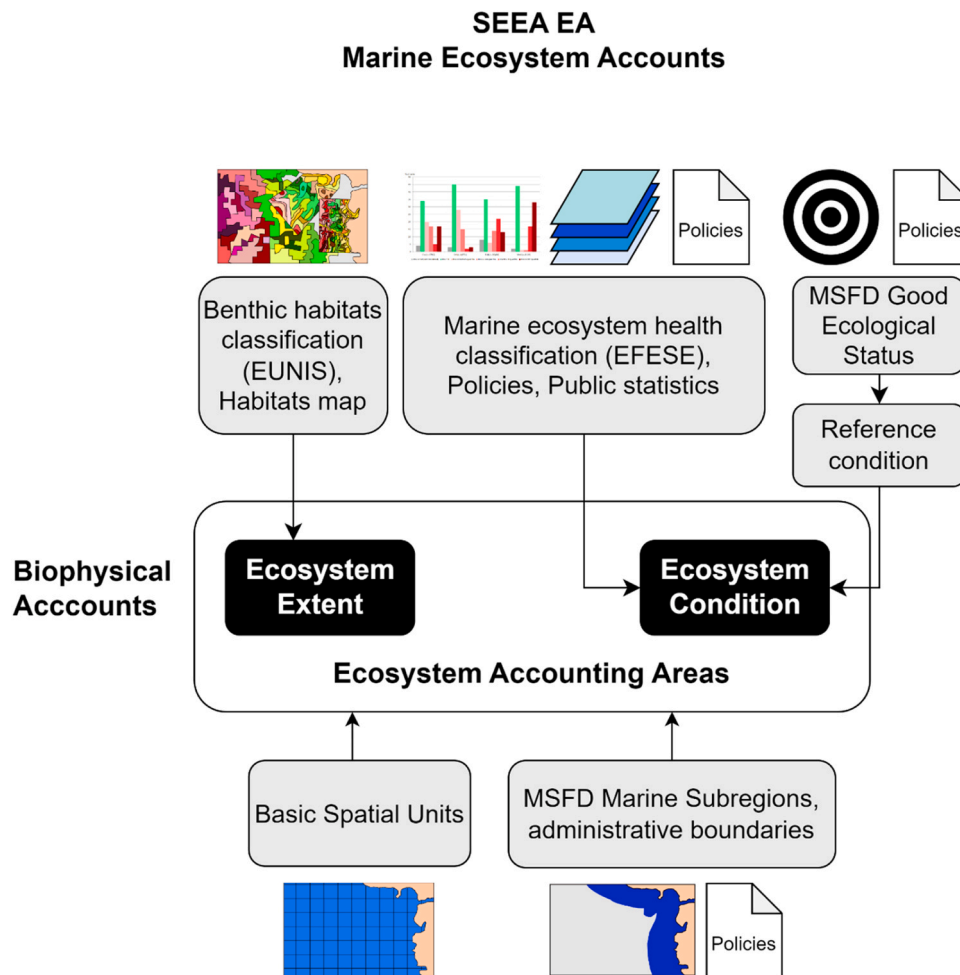 SEEA EA
Marine Ecosystem Accounts
Policies
Policies
Benthic habitats
classification
(EUNIS),
Habitats map
Marine ecosystem health
classification (EFESE),
Policies, Public statistics
MSFD Good
Ecological
Status
Reference
condition
Biophysical
Acccounts
Ecosystem
Extent
Ecosystem
Condition
Ecosystem Accounting Areas
Basic Spatial Units
MSFD Marine Subregions,
administrative boundaries
Policies